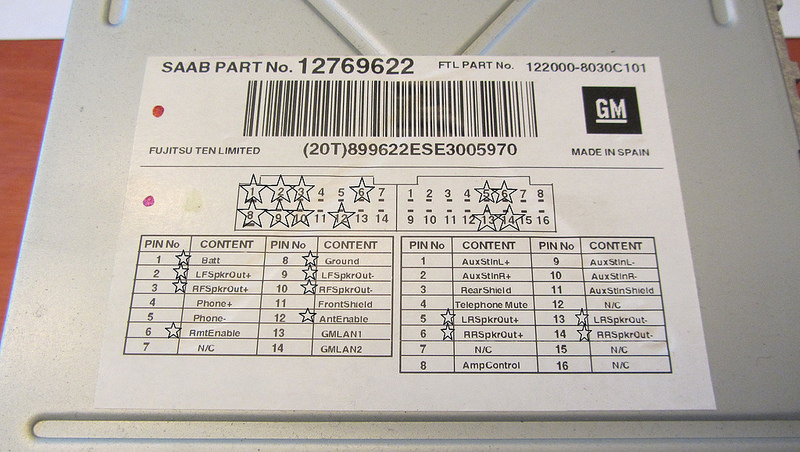 SAAB PART No. 12769622 FTL PART No. 122000-8030C101
GM
FUJITSU TEN LIMITED (20T)899622ESE3005970 MADE IN SPAIN
1 2 3 4 5 6 7 1 2 3 4 5 6 7 8
8 9 10 11 12 13 14 9 10 11 12 13 14 15 16
PIN No CONTENT PIN No CONTENT PIN No CONTENT PIN No CONTENT
1 Batt 8 Ground 1 AuxStInL+ 9 AuxStInL-
2 LFSpkrOut+ 9 LFSpkrOut- 2 AuxStInR+ 10 AuxStInR-
3 RFSpkrOut+ 10 RFSpkrOut- 3 RearShield 11 AuxStInShield
4 Phone+ 11 FrontShield 4 Telephone Mute 12 N/C
5 Phone- 12 AntEnable 5 LRSpkrOut+ 13 LRSpkrOut-
6 RmtEnable 13 GMLAN1 6 RRSpkrOut+ 14 RRSpkrOut-
7 N/C 14 GMLAN2 7 N/C 15 N/C
8 AmpControl 16 N/C